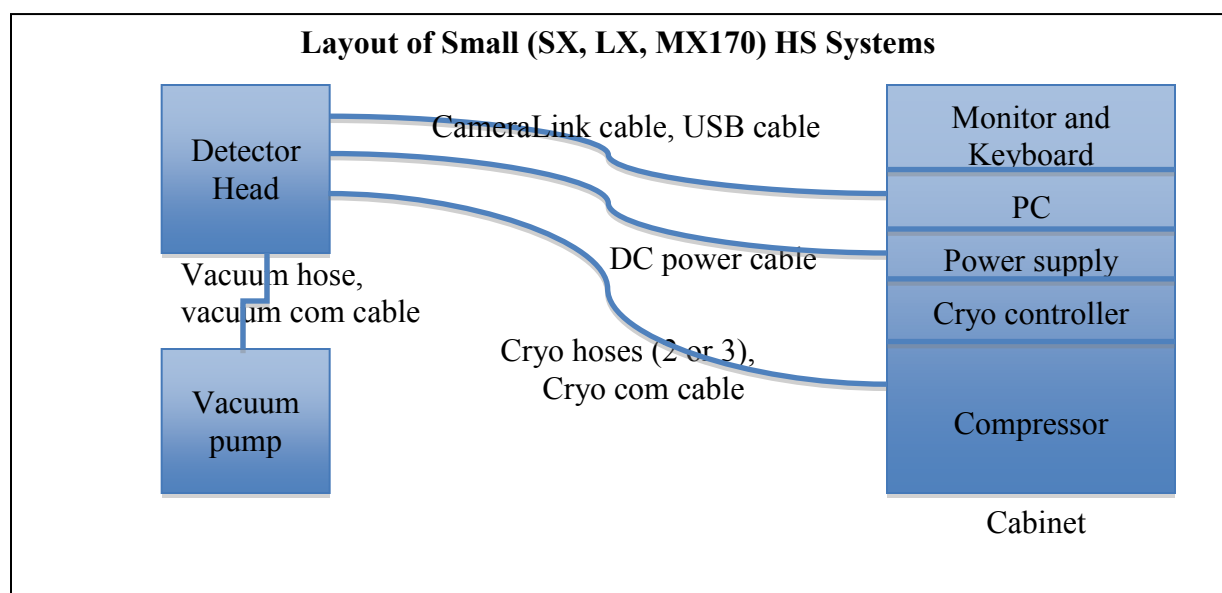 Layout of Small (SX, LX, MX170) HS Systems
Detector
Head
CameraLink cable, USB cable
Monitor and
Keyboard
PC
DC power cable
Power supply
Vacuum hose,
vacuum com cable
Cryo controller
Cryo hoses (2 or 3),
Cryo com cable
Vacuum
pump
Compressor
Cabinet